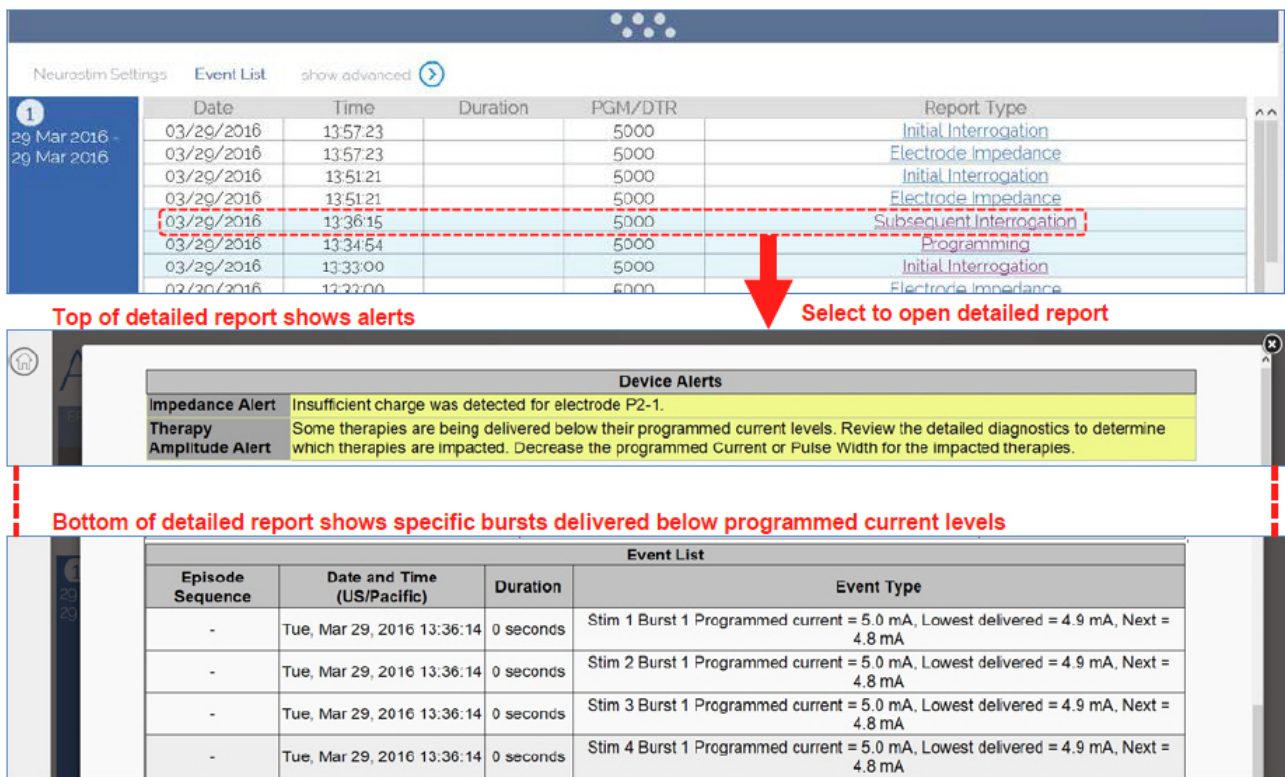 Neurostim Settings Event List show advanced
1
29 Mar 2016 -
29 Mar 2016
Date Time Duration PGM/DTR Report Type
03/29/2016 13:57:23 5000 Initial Interrogation
03/29/2016 13:57:23 5000 Electrode Impedance
03/29/2016 13:51:21 5000 Initial Interrogation
03/29/2016 13:51:21 5000 Electrode Impedance
03/29/2016 13:36:15 5000 Subsequent Interrogation
03/29/2016 13:34:54 5000 Programming
03/29/2016 13:33:00 5000 Initial Interrogation
13:33:00 5000 Electrode Impedance
Top of detailed report shows alerts
Select to open detailed report
Device Alerts
Impedance Alert Insufficient charge was detected for electrode P2-1.
Therapy Some therapies are being delivered below their programmed current levels. Review the detailed diagnostics to determine
Amplitude Alert which therapies are impacted. Decrease the programmed Current or Pulse Width for the impacted therapies.
Bottom of detailed report shows specific bursts delivered below programmed current levels
Event List
Episode Date and Time Duration Event Type
Sequence (US/Pacific)
- Tue, Mar 29, 2016 13:36:14 0 seconds Stim 1 Burst 1 Programmed current = 5.0 mA, Lowest delivered = 4.9 mA, Next =
4.8 mA
- Tue, Mar 29, 2016 13:36:14 0 seconds Stim 2 Burst 1 Programmed current = 5.0 mA, Lowest delivered = 4.9 mA, Next =
4.8 mA
- Tue, Mar 29, 2016 13:36:14 0 seconds Stim 3 Burst 1 Programmed current = 5.0 mA, Lowest delivered = 4.9 mA, Next =
4.8 mA
- Tue, Mar 29, 2016 13:36:14 0 seconds Stim 4 Burst 1 Programmed current = 5.0 mA, Lowest delivered = 4.9 mA, Next =
4.8 mA